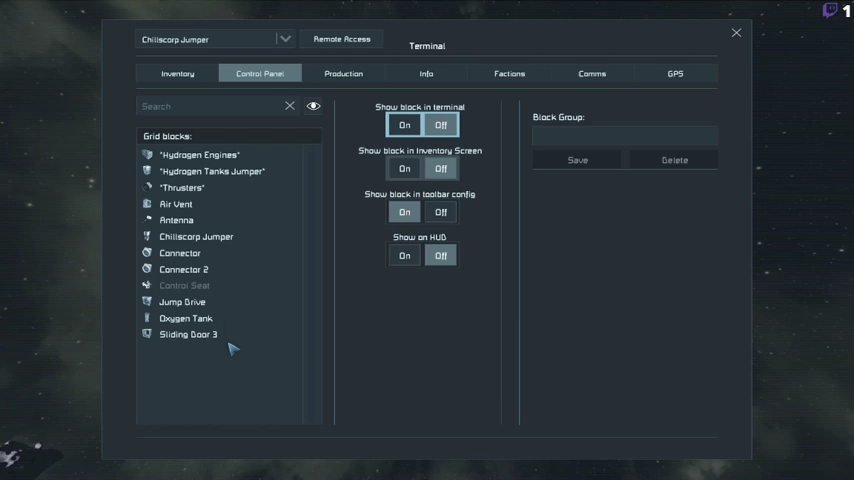 1
Chillscorp Jumper
Remote Access
Terminal
Inventory
Control Panel
Production
Info
Factions
Comms
GPS
Search
Grid blocks:
*Hydrogen Engines*
*Hydrogen Tanks Jumper*
*Thrusters*
Air Vent
Antenna
Chillscorp Jumper
Connector
Connector 2
Control Seat
Jump Drive
Oxygen Tank
Sliding Door 3
Show block in terminal
On Off
Show block in Inventory Screen
On Off
Show block in toolbar config
On Off
Show on HUD
On Off
Block Group:
Save Delete